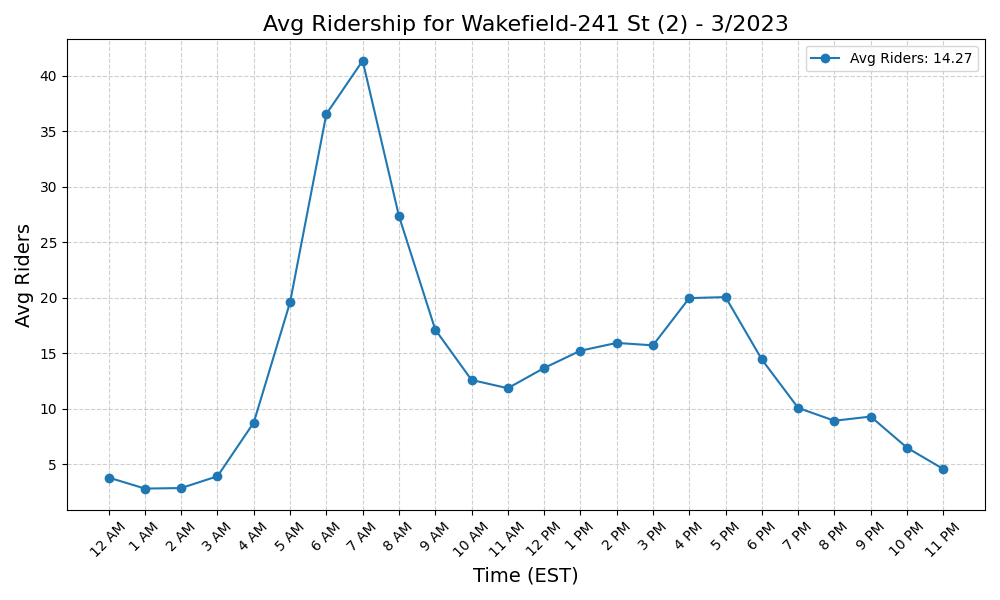 Avg Ridership for Wakefield-241 St (2) - 3/2023
Avg Riders: 14.27
Avg Riders
40
35
30
25
20
15
10
5
12 AM
1 AM
2 AM
3 AM
4 AM
5 AM
6 AM
7 AM
8 AM
9 AM
10 AM
11 AM
12 PM
1 PM
2 PM
3 PM
4 PM
5 PM
6 PM
7 PM
8 PM
9 PM
10 PM
11 PM
Time (EST)